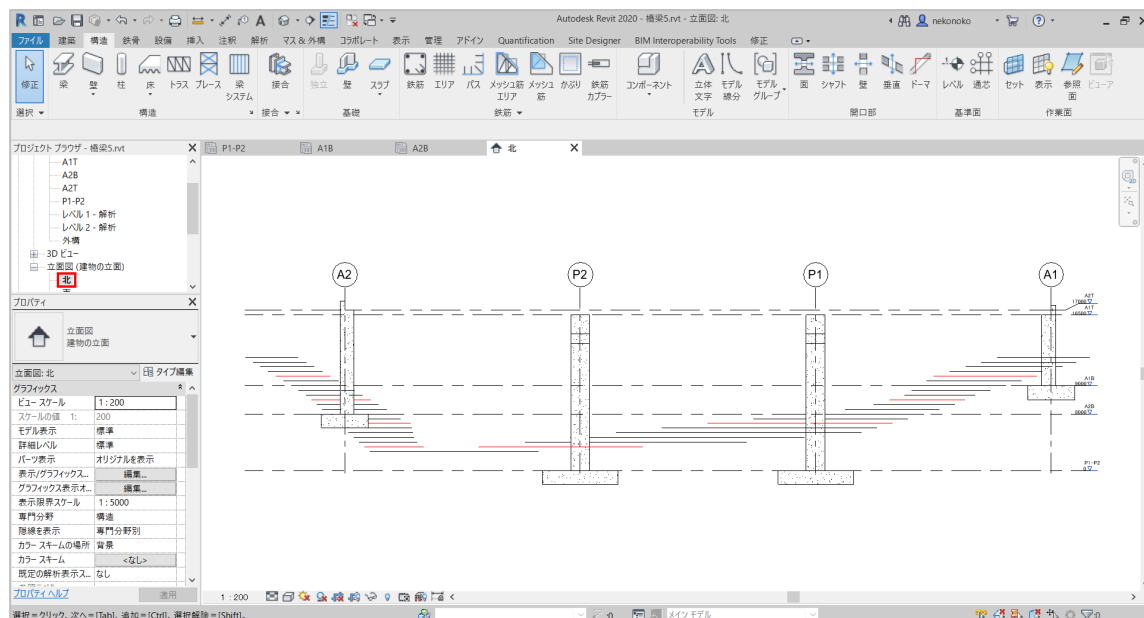 Autodesk Revit 2020 - 橋梁5.rvt - 立面図: 北
nekonoko
ファイル 建築 構造 鉄骨 設備 挿入 注釈 解析 マス & 外構 コラボレート 表示 管理 アドイン Quantification Site Designer BIM Interoperability Tools 修正
修正 梁 壁 柱 床 トラス ブレース 梁 システム 接合 独立 壁 スラブ 鉄筋 エリア パス メッシュ筋 エリア メッシュ 筋 かぶり 鉄筋 カプラー コンポーネント 立体 文字 モデル 線分 モデル グループ 面 シャフト 壁 垂直 ドーマ レベル 通芯 セット 表示 参照 面 ビューア
選択 構造 接合 基礎 鉄筋 モデル 開口部 基準面 作業面
プロジェクト ブラウザ - 橋梁5.rvt
P1-P2 A1B A2B 北
A1T
A2B
A2T
P1-P2
レベル 1 - 解析
レベル 2 - 解析
外構
3D ビュー
立面図 (建物の立面)
北
プロパティ
立面図
建物の立面
立面図: 北 タイプ編集
グラフィックス
ビュー スケール 1 : 200
スケールの値 1: 200
モデル表示 標準
詳細レベル 標準
パーツ表示 オリジナルを表示
表示/グラフィックス... 編集...
グラフィックス表示オ... 編集...
表示限界スケール 1 : 5000
専門分野 構造
隠線を表示 専門分野別
カラー スキームの場所 背景
カラー スキーム <なし>
既定の解析表示ス... なし
プロパティ ヘルプ 適用
A2 P2 P1 A1
A2T
17000
A1T
16500
A1B
9000
A2B
P1-P2
0
1 : 200
選択 = クリック、次へ = [Tab]、追加 = [Ctrl]、選択解除 = [Shift]。
:0
メイン モデル
:0